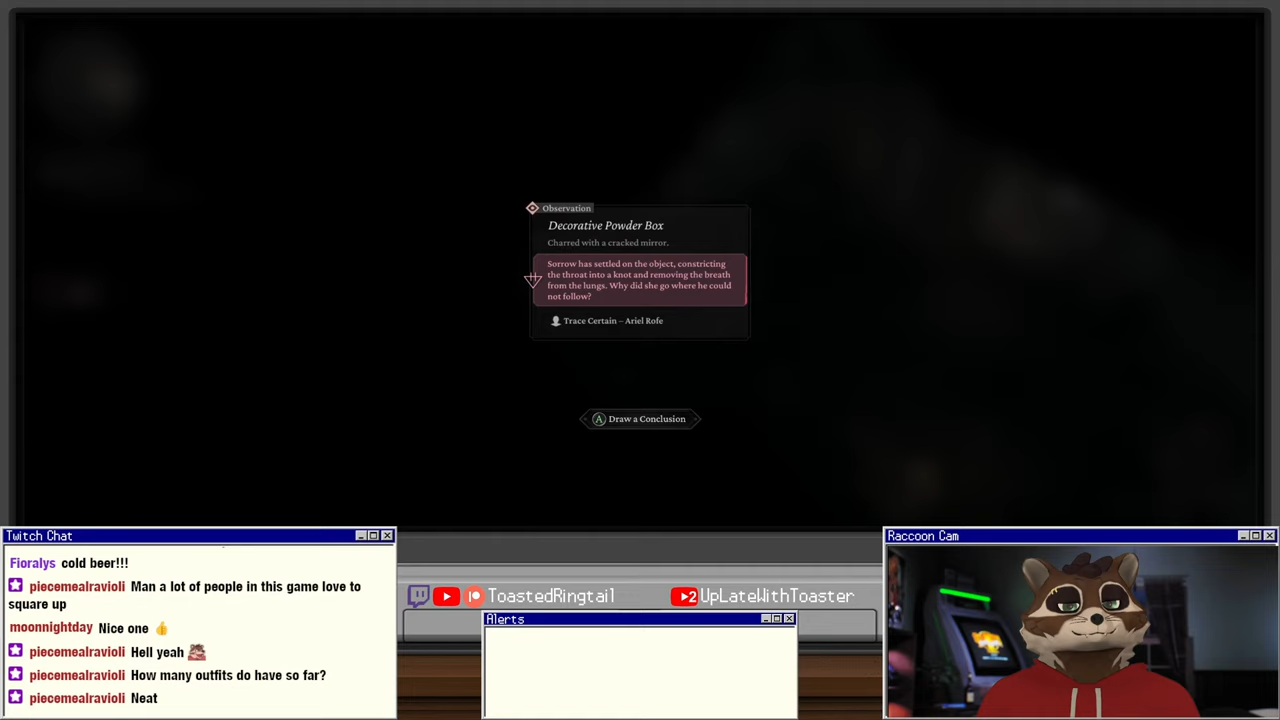 Observation
Decorative Powder Box
Charred with a cracked mirror.
Sorrow has settled on the object, constricting
the throat into a knot and removing the breath
from the lungs. Why did she go where he could
not follow?
Trace Certain – Ariel Rofe
A Draw a Conclusion
Twitch Chat
Fioralys cold beer!!!
piecemealravioli Man a lot of people in this game love to
square up
moonnightday Nice one 👍
piecemealravioli Hell yeah
piecemealravioli How many outfits do have so far?
piecemealravioli Neat
ToastedRingtail
2 UpLateWithToaster
Alerts
Raccoon Cam